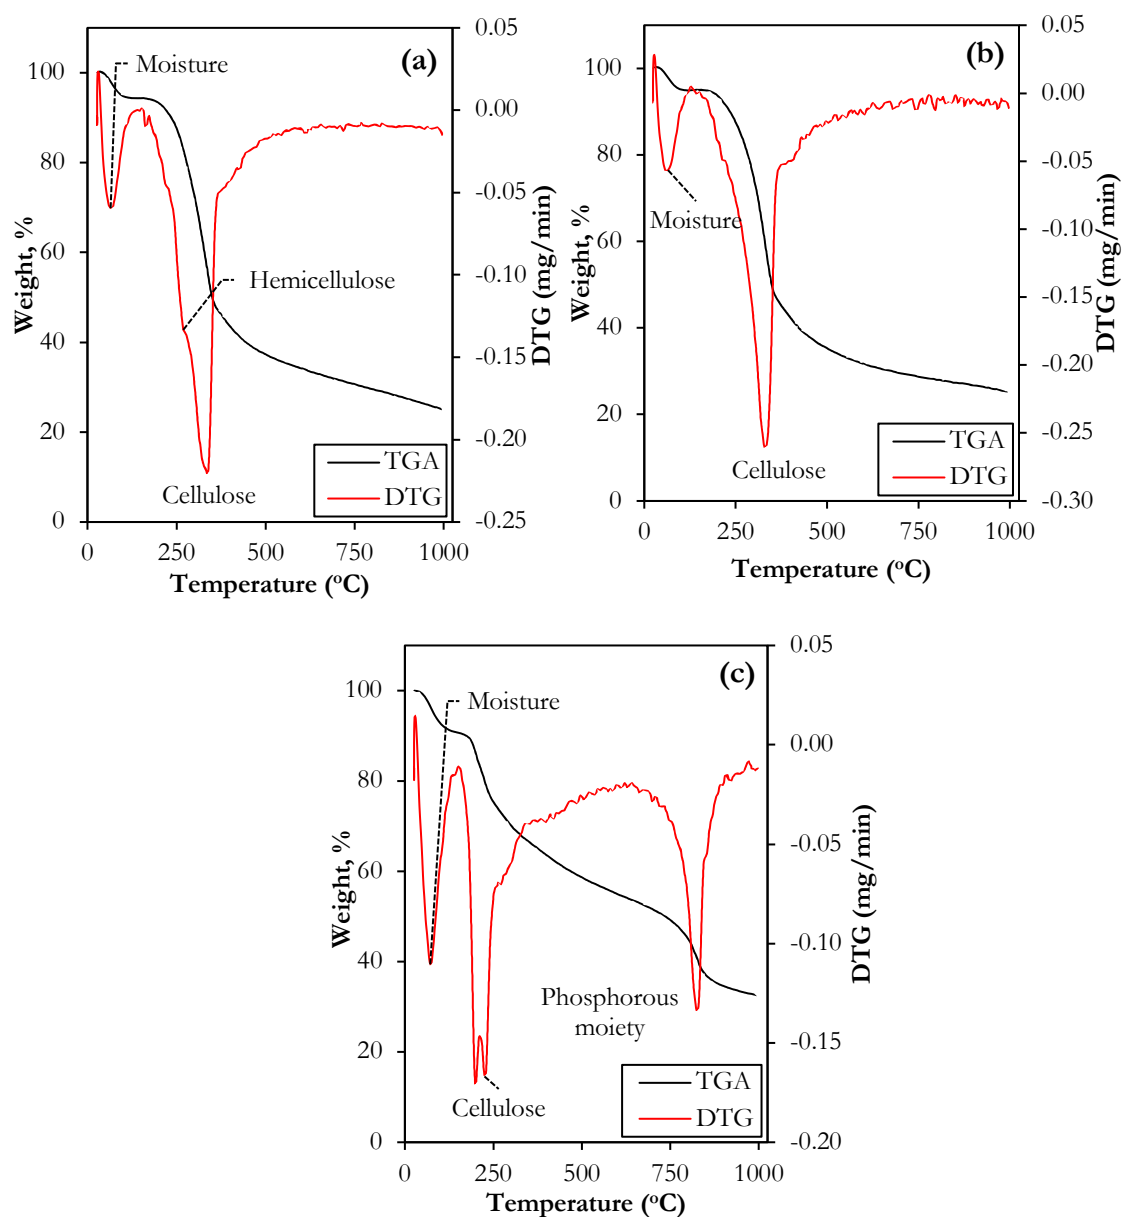 (a)
Moisture
Hemicellulose
Cellulose
TGA
DTG
Weight, %
100
80
60
40
20
0
0.05
0.00
-0.05
-0.10
-0.15
-0.20
-0.25
DTG (mg/min)
0 250 500 750 1000
Temperature (ºC)
(b)
Moisture
Cellulose
TGA
DTG
Weight, %
100
80
60
40
20
0
0.05
0.00
-0.05
-0.10
-0.15
-0.20
-0.25
-0.30
DTG (mg/min)
0 250 500 750 1000
Temperature (ºC)
(c)
Moisture
Phosphorous
moiety
Cellulose
TGA
DTG
Weight, %
100
80
60
40
20
0
0.05
0.00
-0.05
-0.10
-0.15
-0.20
DTG (mg/min)
0 250 500 750 1000
Temperature (ºC)